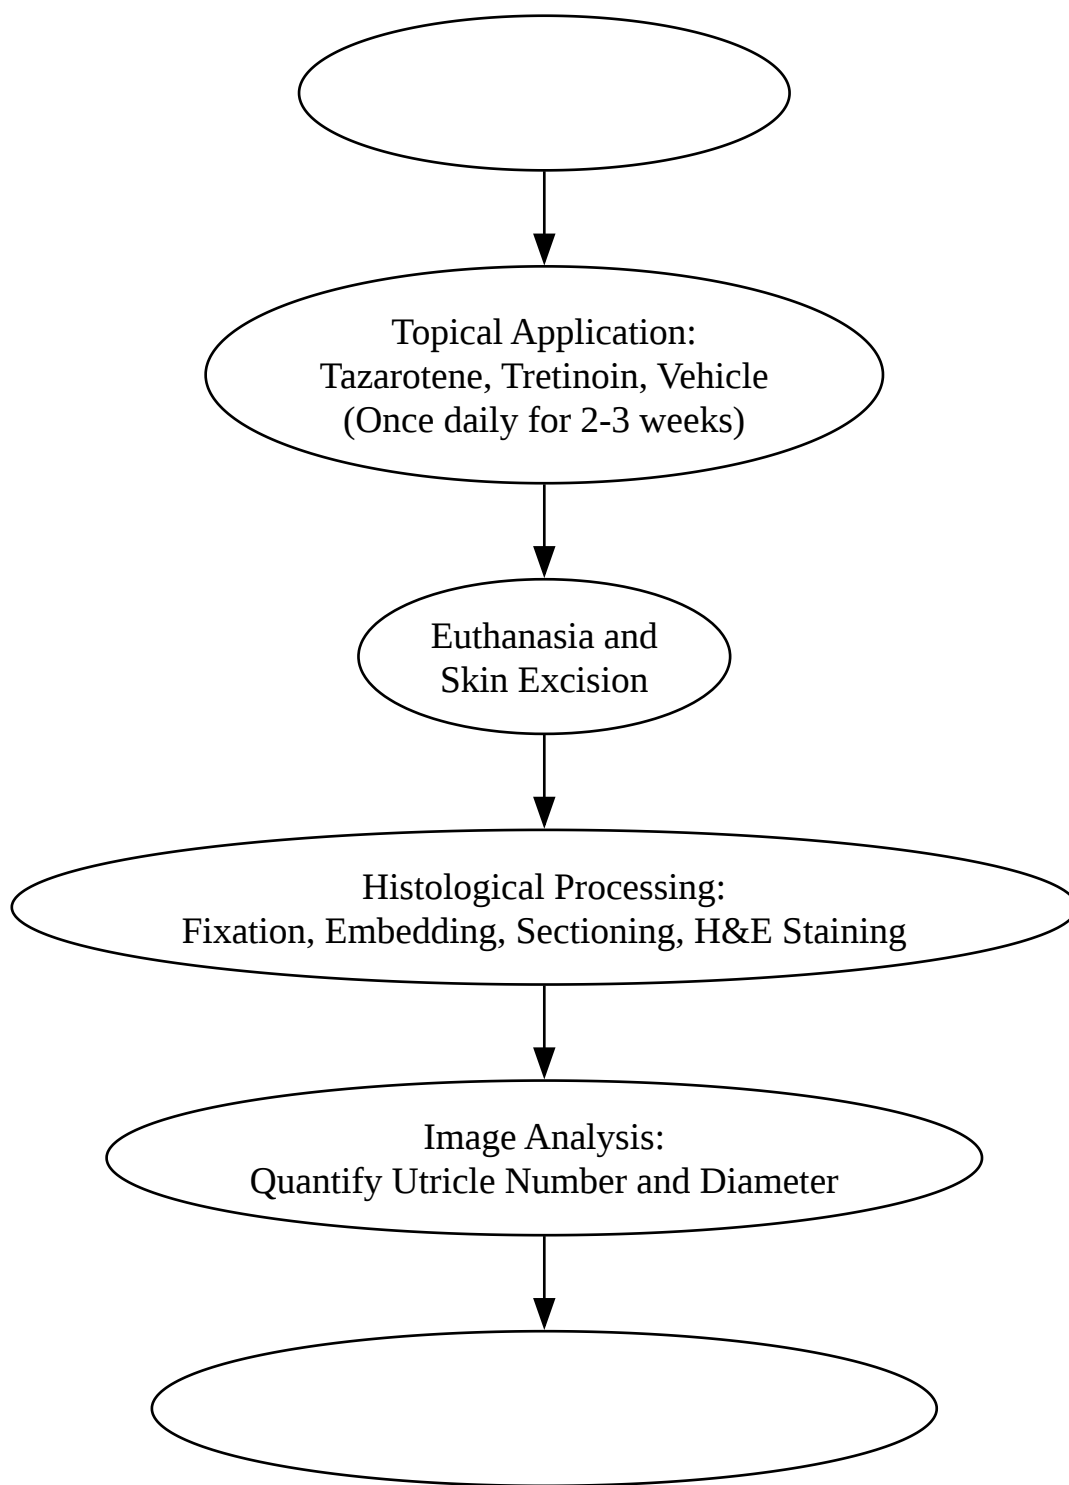 Topical Application:
Tazarotene, Tretinoin, Vehicle
(Once daily for 2-3 weeks)
Euthanasia and
Skin Excision
Histological Processing:
Fixation, Embedding, Sectioning, H&E Staining
Image Analysis:
Quantify Utricle Number and Diameter